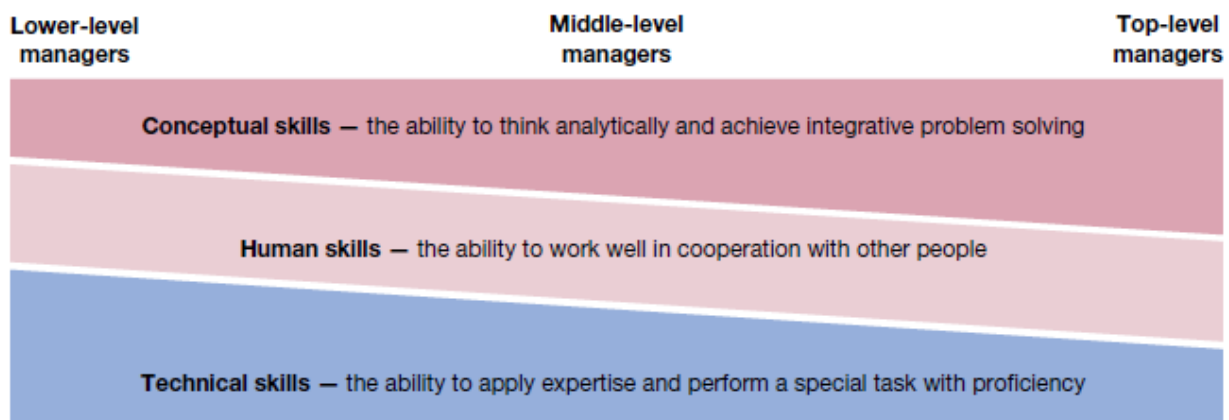 Lower-level
managers
Middle-level
managers
Top-level
managers
Conceptual skills — the ability to think analytically and achieve integrative problem solving
Human skills — the ability to work well in cooperation with other people
Technical skills — the ability to apply expertise and perform a special task with proficiency